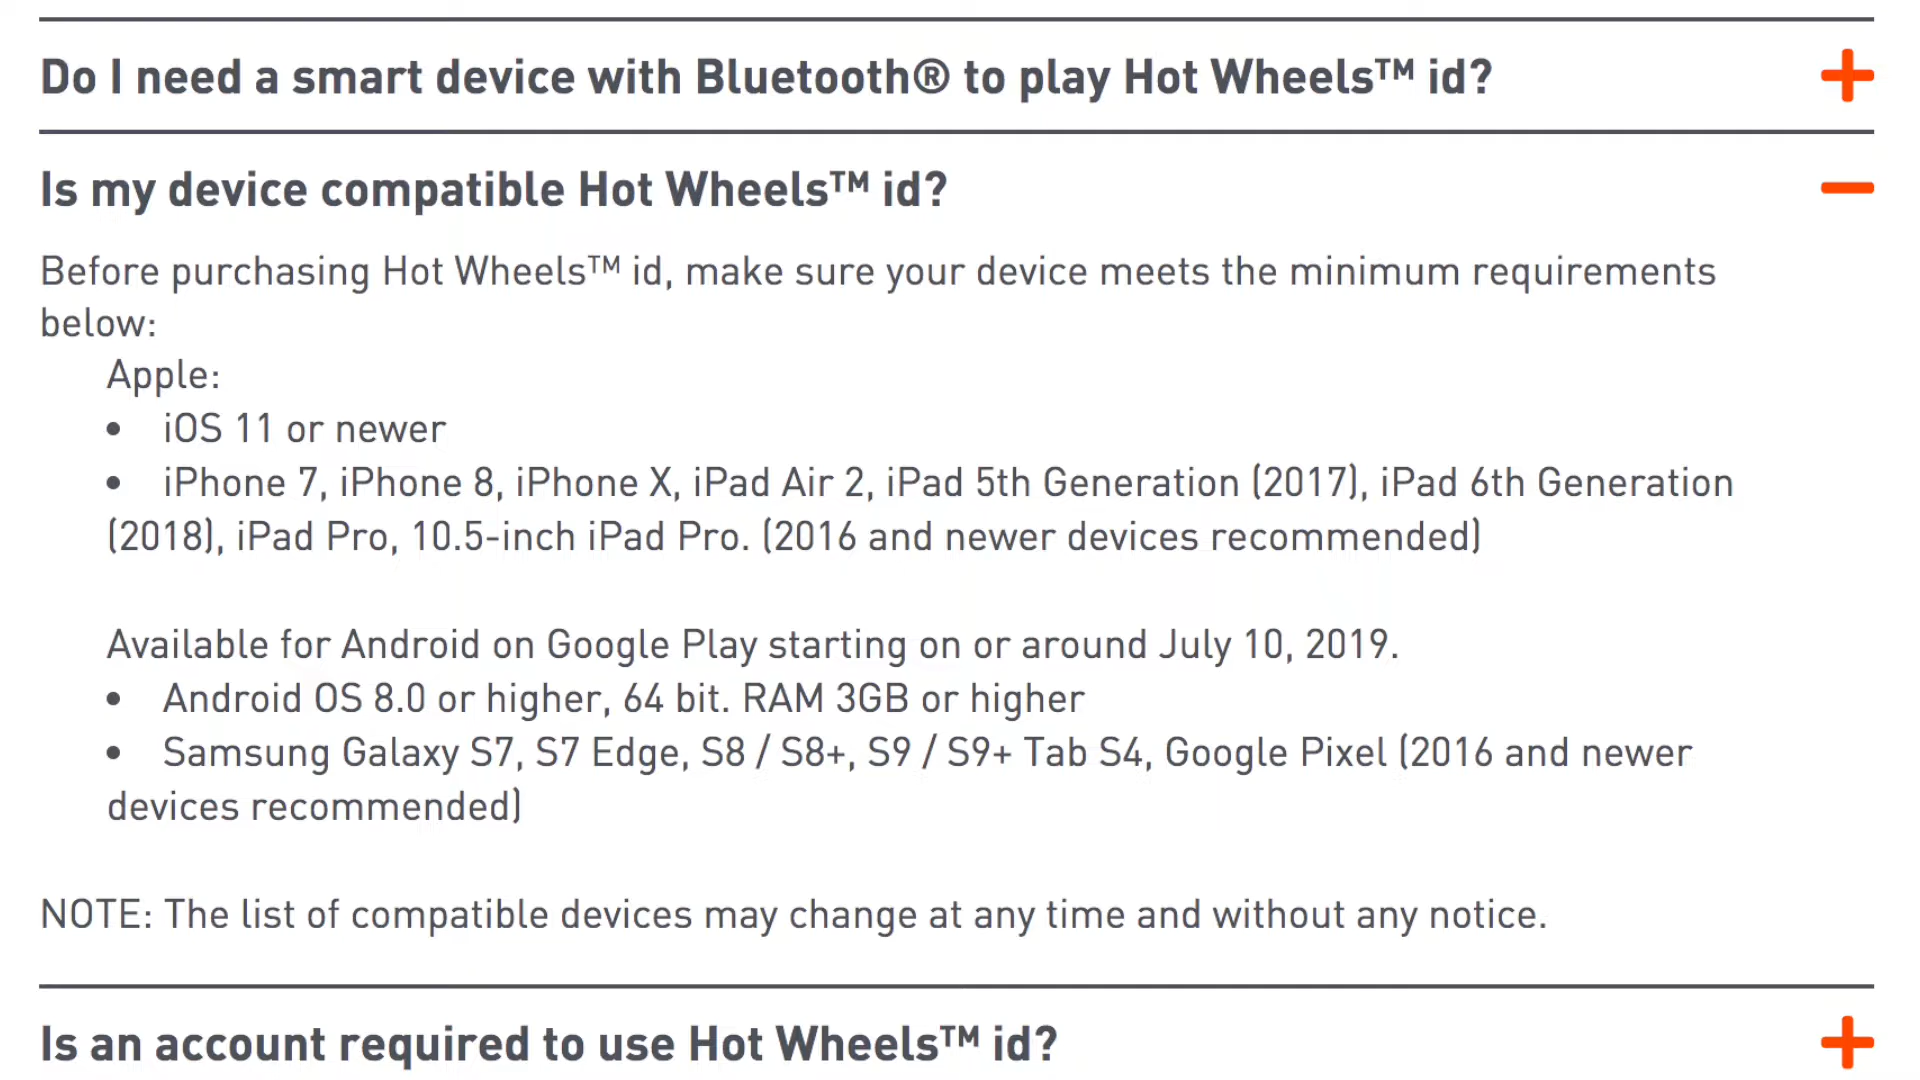 Do I need a smart device with Bluetooth® to play Hot Wheels™ id?
Is my device compatible Hot Wheels™ id?
Before purchasing Hot Wheels™ id, make sure your device meets the minimum requirements
below:
Apple:
• iOS 11 or newer
• iPhone 7, iPhone 8, iPhone X, iPad Air 2, iPad 5th Generation (2017), iPad 6th Generation
(2018), iPad Pro, 10.5-inch iPad Pro. (2016 and newer devices recommended)
Available for Android on Google Play starting on or around July 10, 2019.
• Android OS 8.0 or higher, 64 bit. RAM 3GB or higher
• Samsung Galaxy S7, S7 Edge, S8 / S8+, S9 / S9+ Tab S4, Google Pixel (2016 and newer
devices recommended)
NOTE: The list of compatible devices may change at any time and without any notice.
Is an account required to use Hot Wheels™ id?